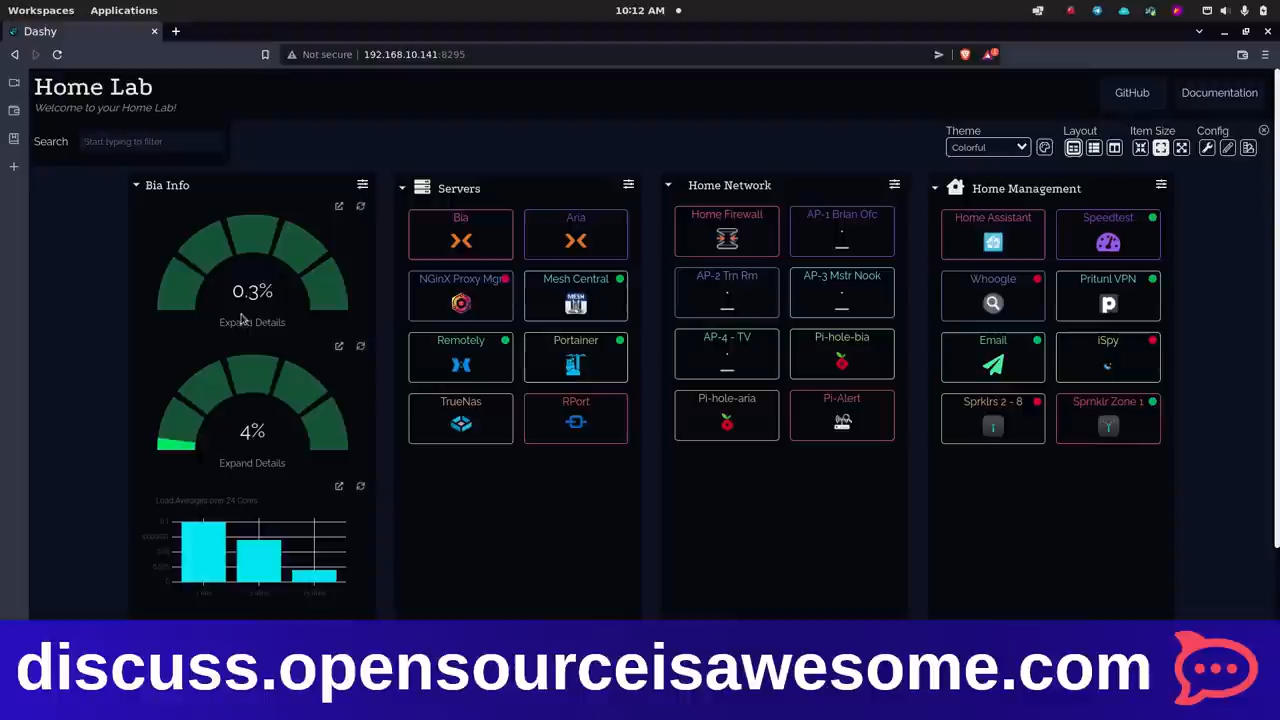 Workspaces Applications
10:12 AM
Dashy
Not secure 192.168.10.141:8295
Home Lab
Welcome to your Home Lab!
GitHub
Documentation
Search
Start typing to filter
Theme
Colorful
Layout
Item Size
Config
Bia Info
0.3%
Expand Details
4%
Expand Details
Load Averages over 24 Cores
Servers
Bia
Aria
NGinX Proxy Mgr
Mesh Central
Remotely
Portainer
TrueNas
RPort
Home Network
Home Firewall
AP-1 Brian Ofc
AP-2 Trn Rm
AP-3 Mstr Nook
AP-4 - TV
Pi-hole-bia
Pi-hole-aria
Pi-Alert
Home Management
Home Assistant
Speedtest
Whoogle
Pritunl VPN
Email
iSpy
Sprklrs 2 - 8
Sprnklr Zone 1
discuss.opensourceisawesome.com